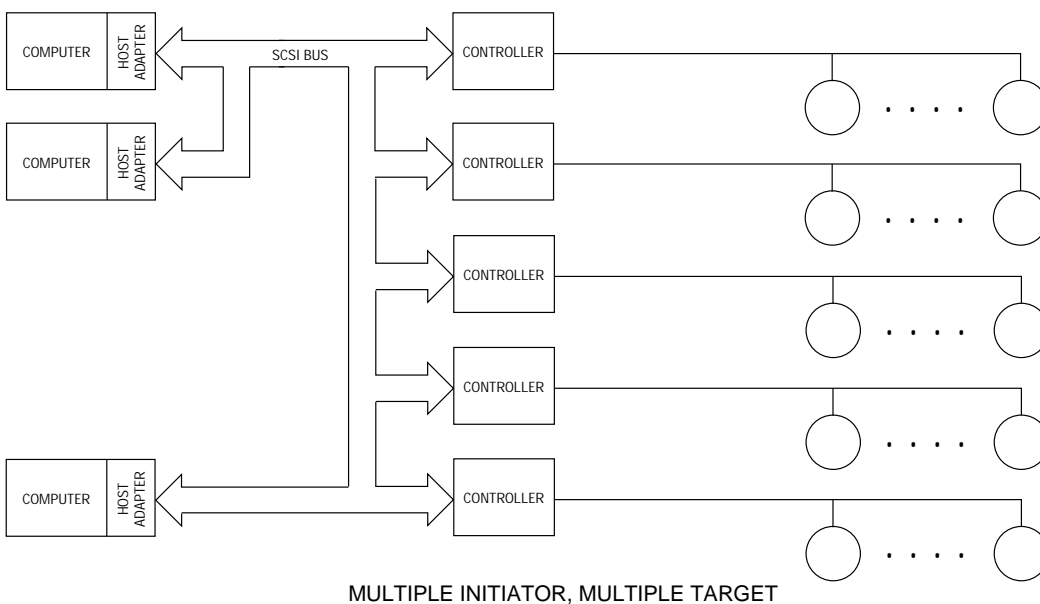 COMPUTER
HOST
ADAPTER
SCSI BUS
CONTROLLER
. . . .
COMPUTER
HOST
ADAPTER
CONTROLLER
. . . .
CONTROLLER
. . . .
CONTROLLER
. . . .
COMPUTER
HOST
ADAPTER
CONTROLLER
. . . .
MULTIPLE INITIATOR, MULTIPLE TARGET